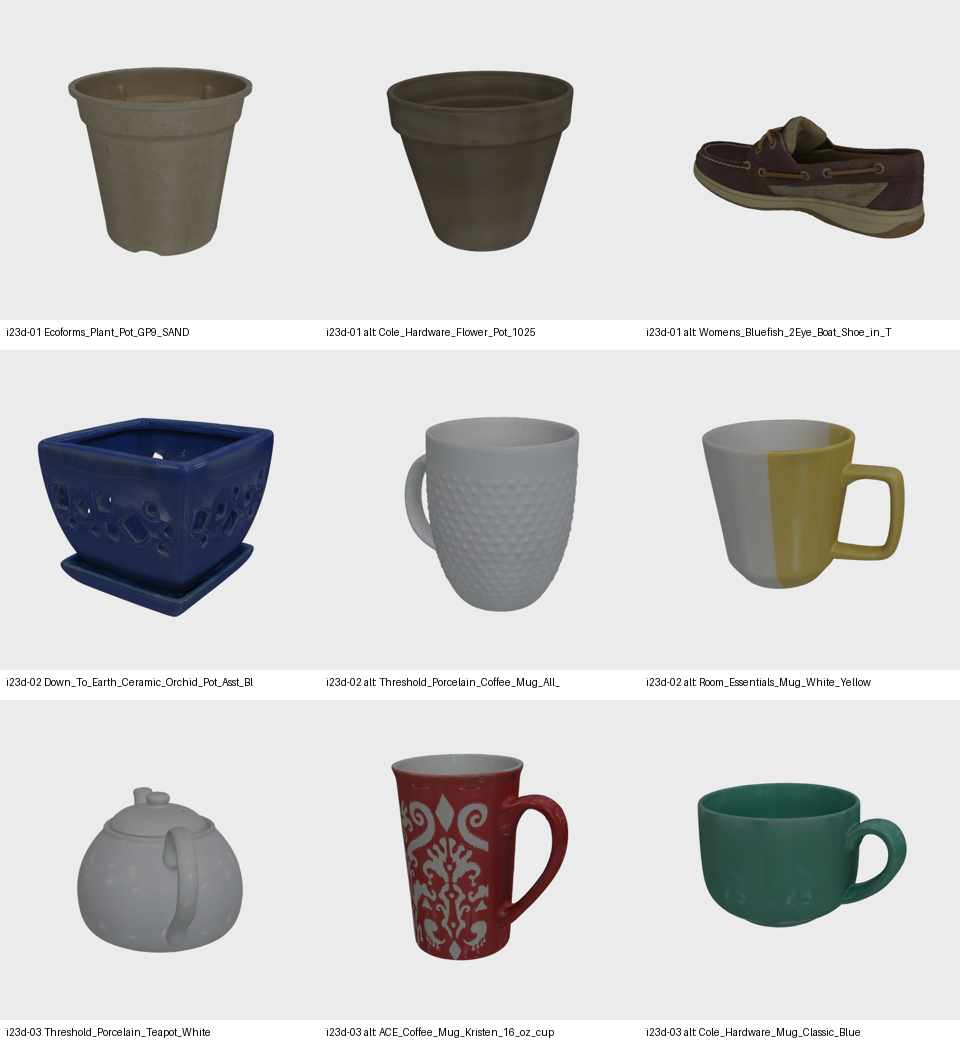 i23d-01 Ecoforms_Plant_Pot_GP9_SAND
i23d-01 alt: Cole_Hardware_Flower_Pot_1025
i23d-01 alt: Womens_Bluefish_2Eye_Boat_Shoe_in_T
i23d-02 Down_To_Earth_Ceramic_Orchid_Pot_Asst_Bl
i23d-02 alt: Threshold_Porcelain_Coffee_Mug_All_
i23d-02 alt: Room_Essentials_Mug_White_Yellow
i23d-03 Threshold_Porcelain_Teapot_White
i23d-03 alt: ACE_Coffee_Mug_Kristen_16_oz_cup
i23d-03 alt: Cole_Hardware_Mug_Classic_Blue